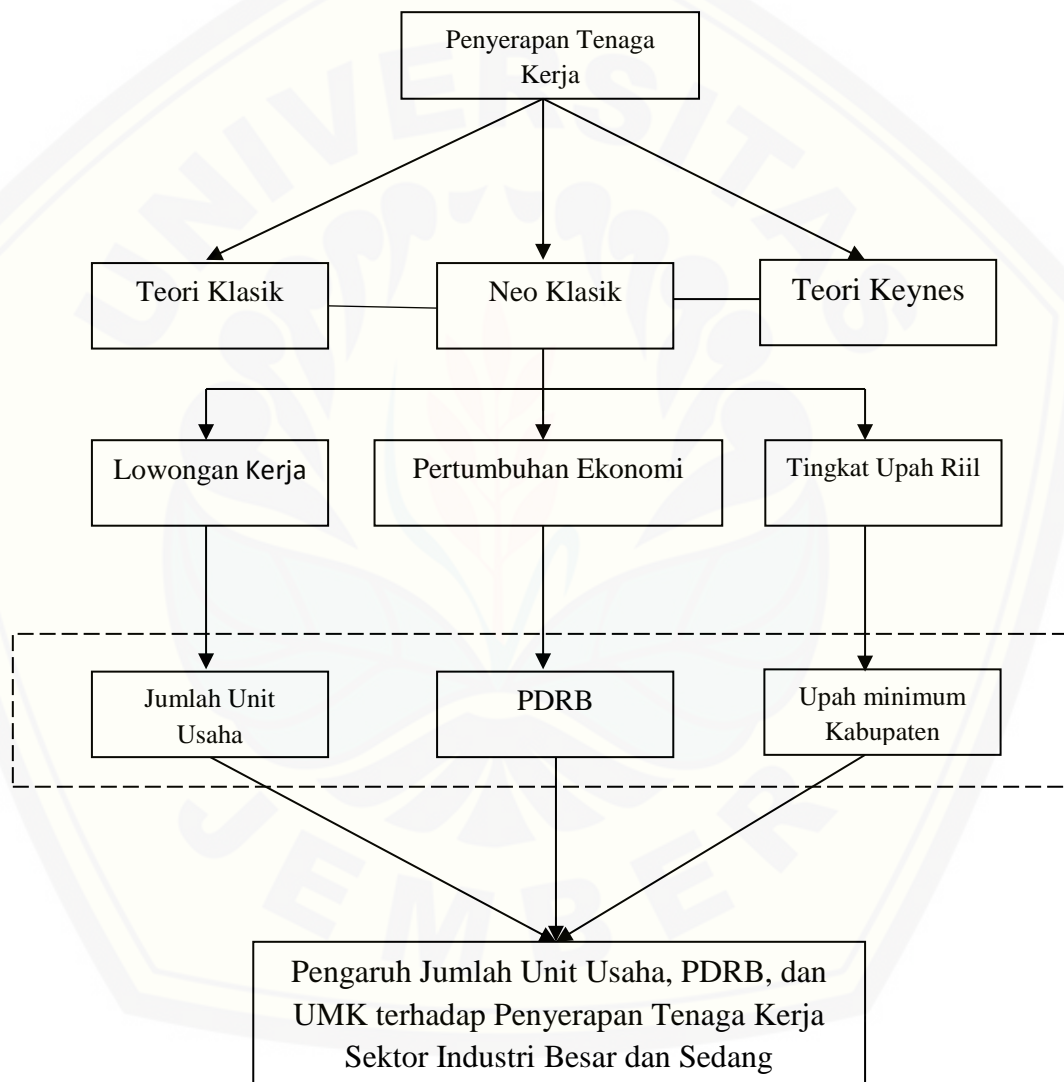 Penyerapan Tenaga
Kerja
Teori Klasik
Neo Klasik
Teori Keynes
Lowongan Kerja
Pertumbuhan Ekonomi
Tingkat Upah Riil
Jumlah Unit
Usaha
PDRB
Upah minimum
Kabupaten
Pengaruh Jumlah Unit Usaha, PDRB, dan
UMK terhadap Penyerapan Tenaga Kerja
Sektor Industri Besar dan Sedang
UNIVERSITAS
JEMBER